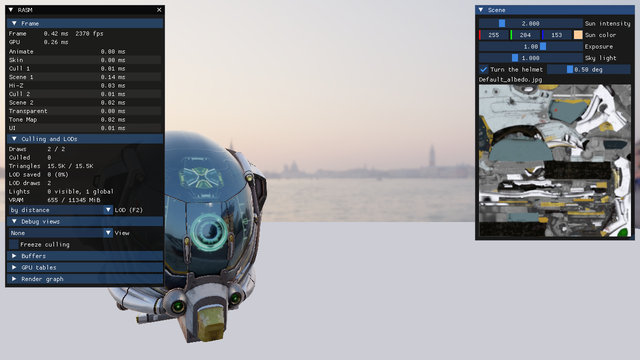 RASM
Frame
Frame 0.42 ms 2370 fps
GPU 0.26 ms
Animate 0.00 ms
Skin 0.00 ms
Cull 1 0.01 ms
Scene 1 0.14 ms
Hi-Z 0.03 ms
Cull 2 0.01 ms
Scene 2 0.02 ms
Transparent 0.00 ms
Tone Map 0.02 ms
UI 0.01 ms
Culling and LODs
Draws 2 / 2
Culled 0
Triangles 15.5K / 15.5K
LOD saved 0 (0%)
LOD draws 2
Lights 0 visible, 1 global
VRAM 655 / 11345 MiB
by distance LOD (F2)
Debug views
None View
Freeze culling
Buffers
GPU tables
Render graph
Scene
2.000 Sun intensity
255 204 153 Sun color
1.00 Exposure
1.000 Sky light
Turn the helmet 0.50 deg
Default_albedo.jpg